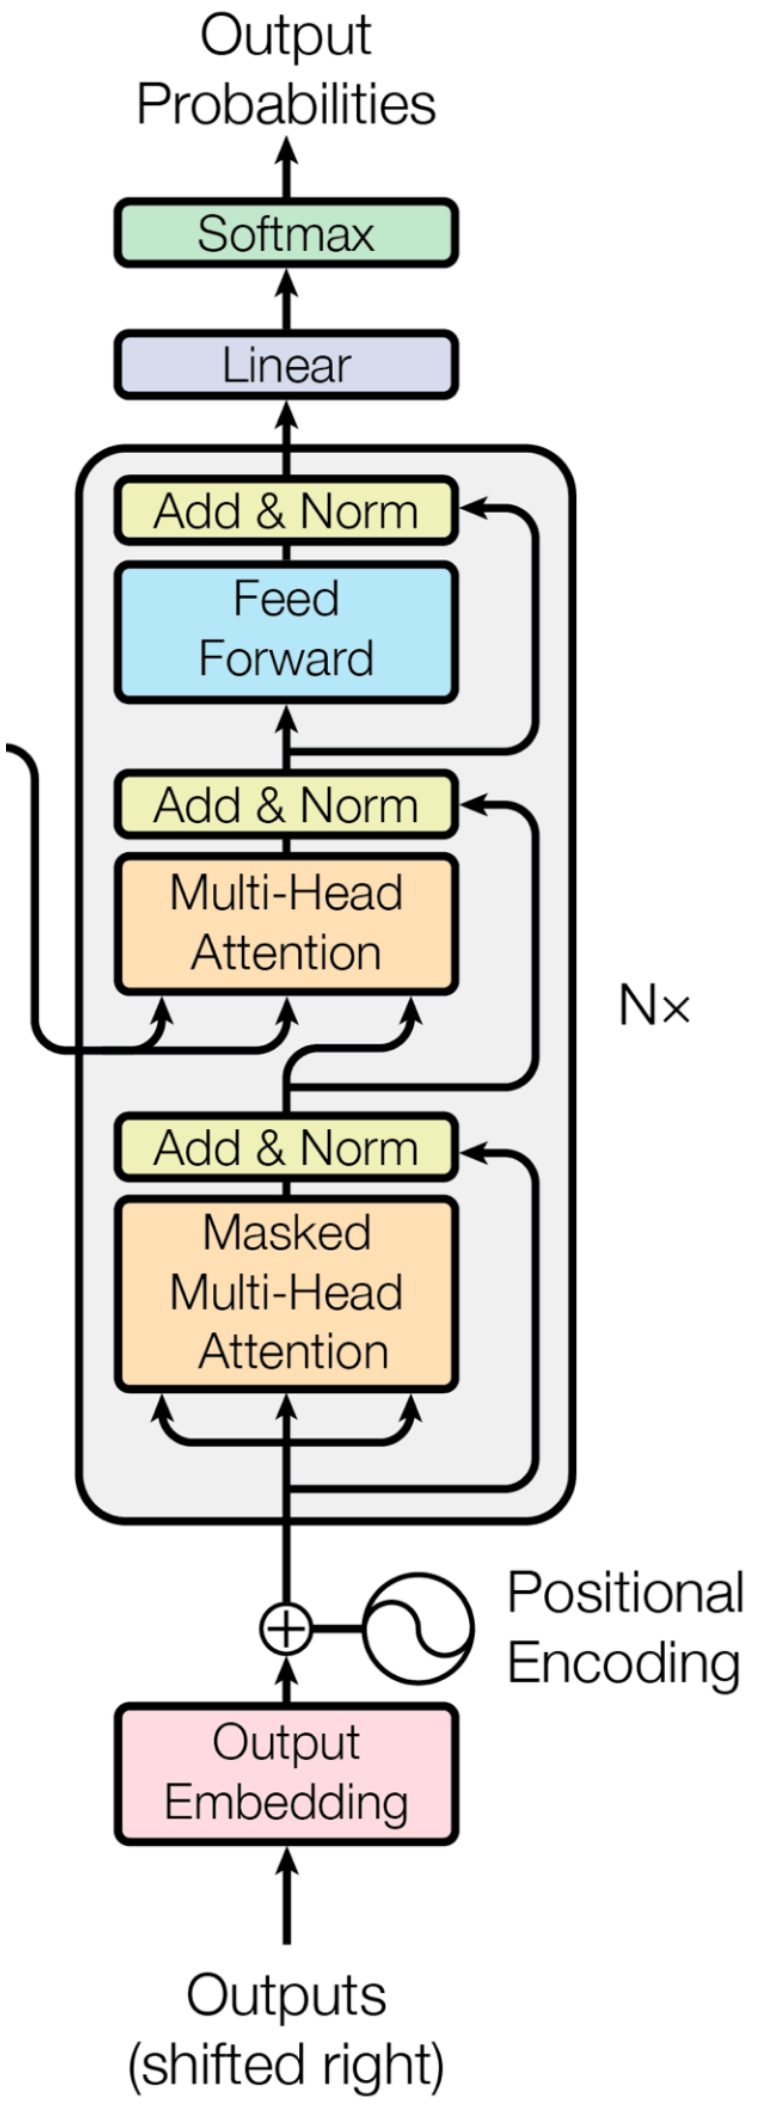 Output
Probabilities
Softmax
Linear
Add & Norm
Feed
Forward
Add & Norm
Multi-Head
Attention
N×
Add & Norm
Masked
Multi-Head
Attention
Positional
Encoding
Output
Embedding
Outputs
(shifted right)